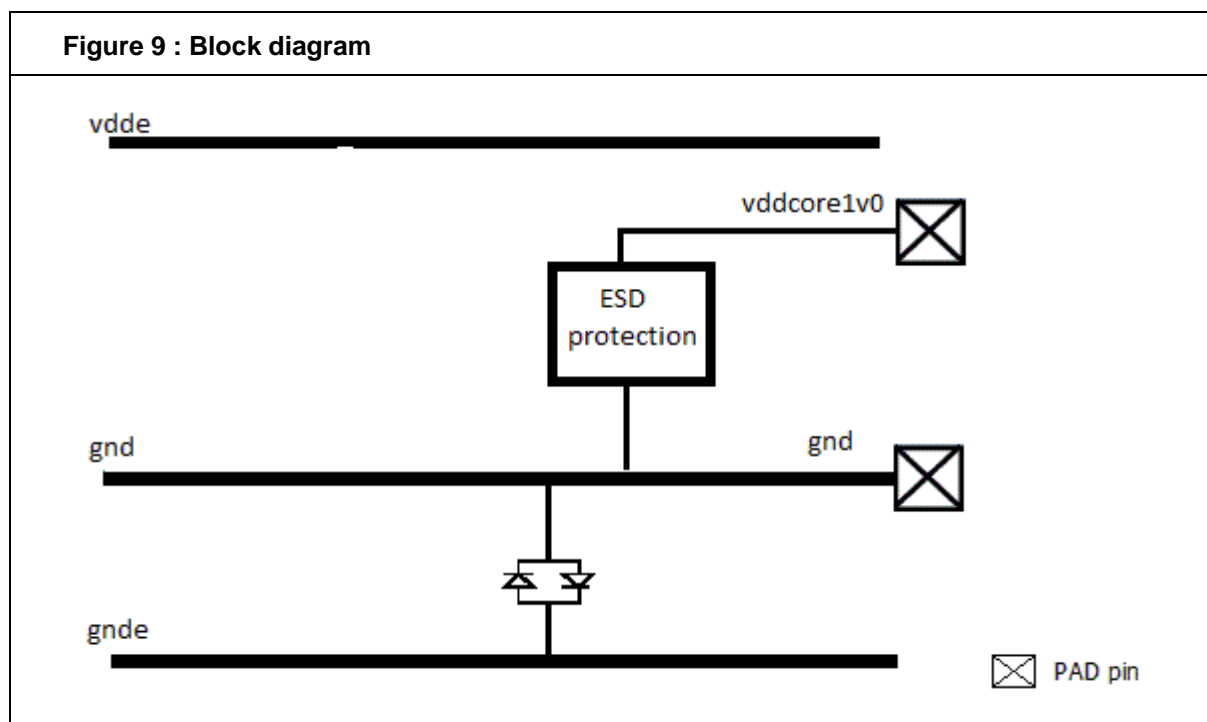 Figure 9 : Block diagram
vdde
vddcore1v0
ESD
protection
gnd
gnd
gnde
PAD pin